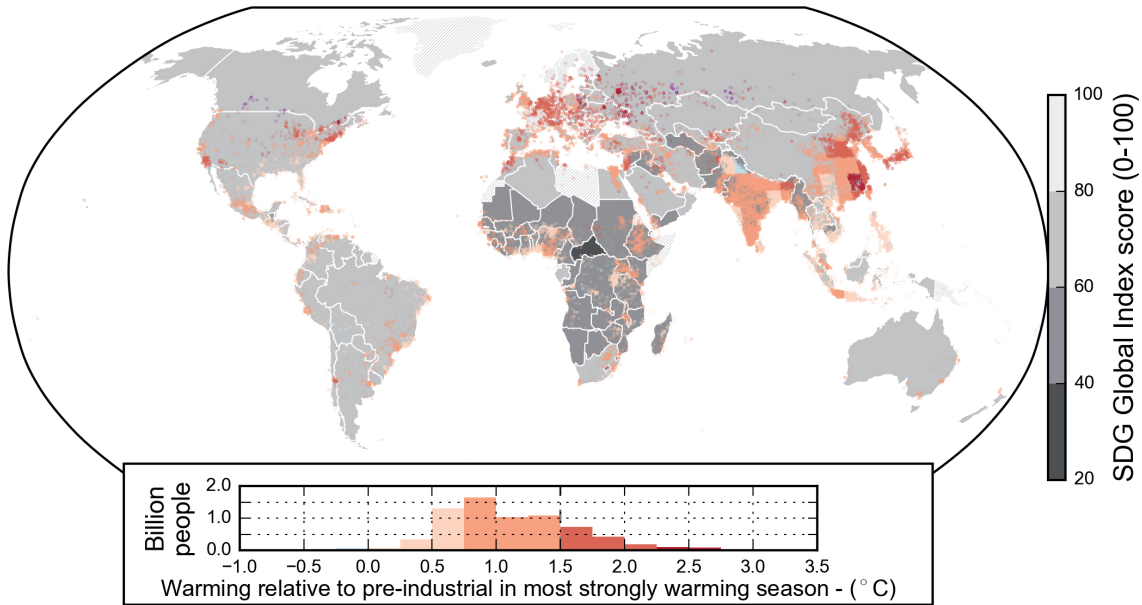 100
80
60
40
20
SDG Global Index score (0-100)
Billion
people
2.0
1.0
0.0
−1.0 −0.5 0.0 0.5 1.0 1.5 2.0 2.5 3.0 3.5
Warming relative to pre-industrial in most strongly warming season - (°C)